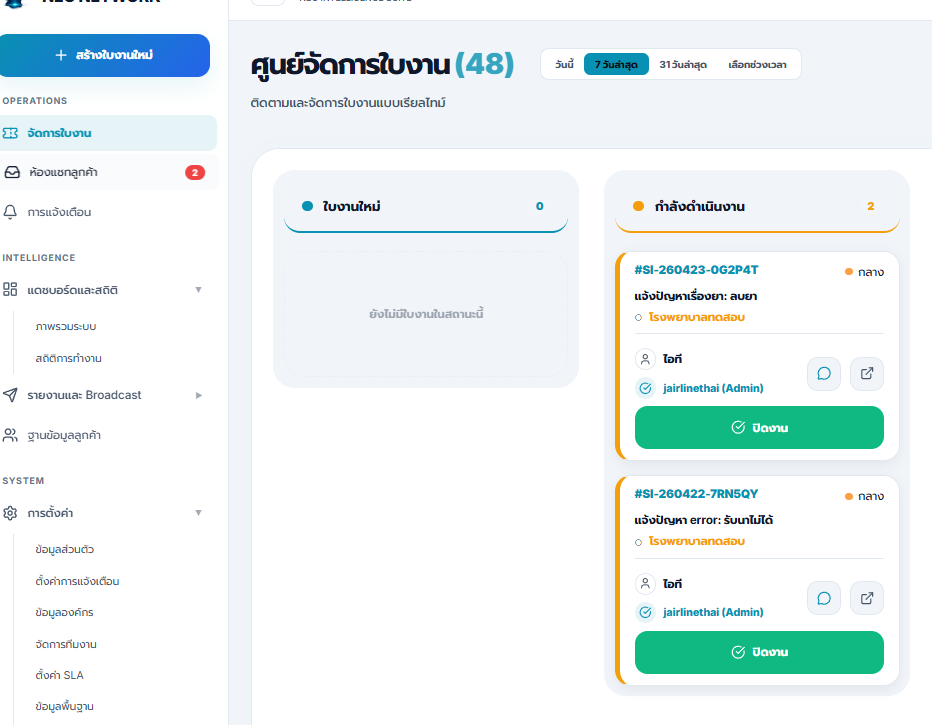 + สร้างใบงานใหม่
OPERATIONS
จัดการใบงาน
ห้องแชทลูกค้า 2
การแจ้งเตือน
INTELLIGENCE
แดชบอร์ดและสถิติ
ภาพรวมระบบ
สถิติการทำงาน
รายงานและ Broadcast
ฐานข้อมูลลูกค้า
SYSTEM
การตั้งค่า
ข้อมูลส่วนตัว
ตั้งค่าการแจ้งเตือน
ข้อมูลองค์กร
จัดการทีมงาน
ตั้งค่า SLA
ข้อมูลพื้นฐาน
ศูนย์จัดการใบงาน (48)
วันนี้ 7 วันล่าสุด 31 วันล่าสุด เลือกช่วงเวลา
ติดตามและจัดการใบงานแบบเรียลไทม์
ใบงานใหม่ 0
ยังไม่มีใบงานในสถานะนี้
กำลังดำเนินงาน 2
#SI-260423-0G2P4T กลาง
แจ้งปัญหาเรื่องยา: ลบยา
โรงพยาบาลทดสอบ
ไอที
jairlinethai (Admin)
ปิดงาน
#SI-260422-7RN5QY กลาง
แจ้งปัญหา error: รับนาไม่ได้
โรงพยาบาลทดสอบ
ไอที
jairlinethai (Admin)
ปิดงาน